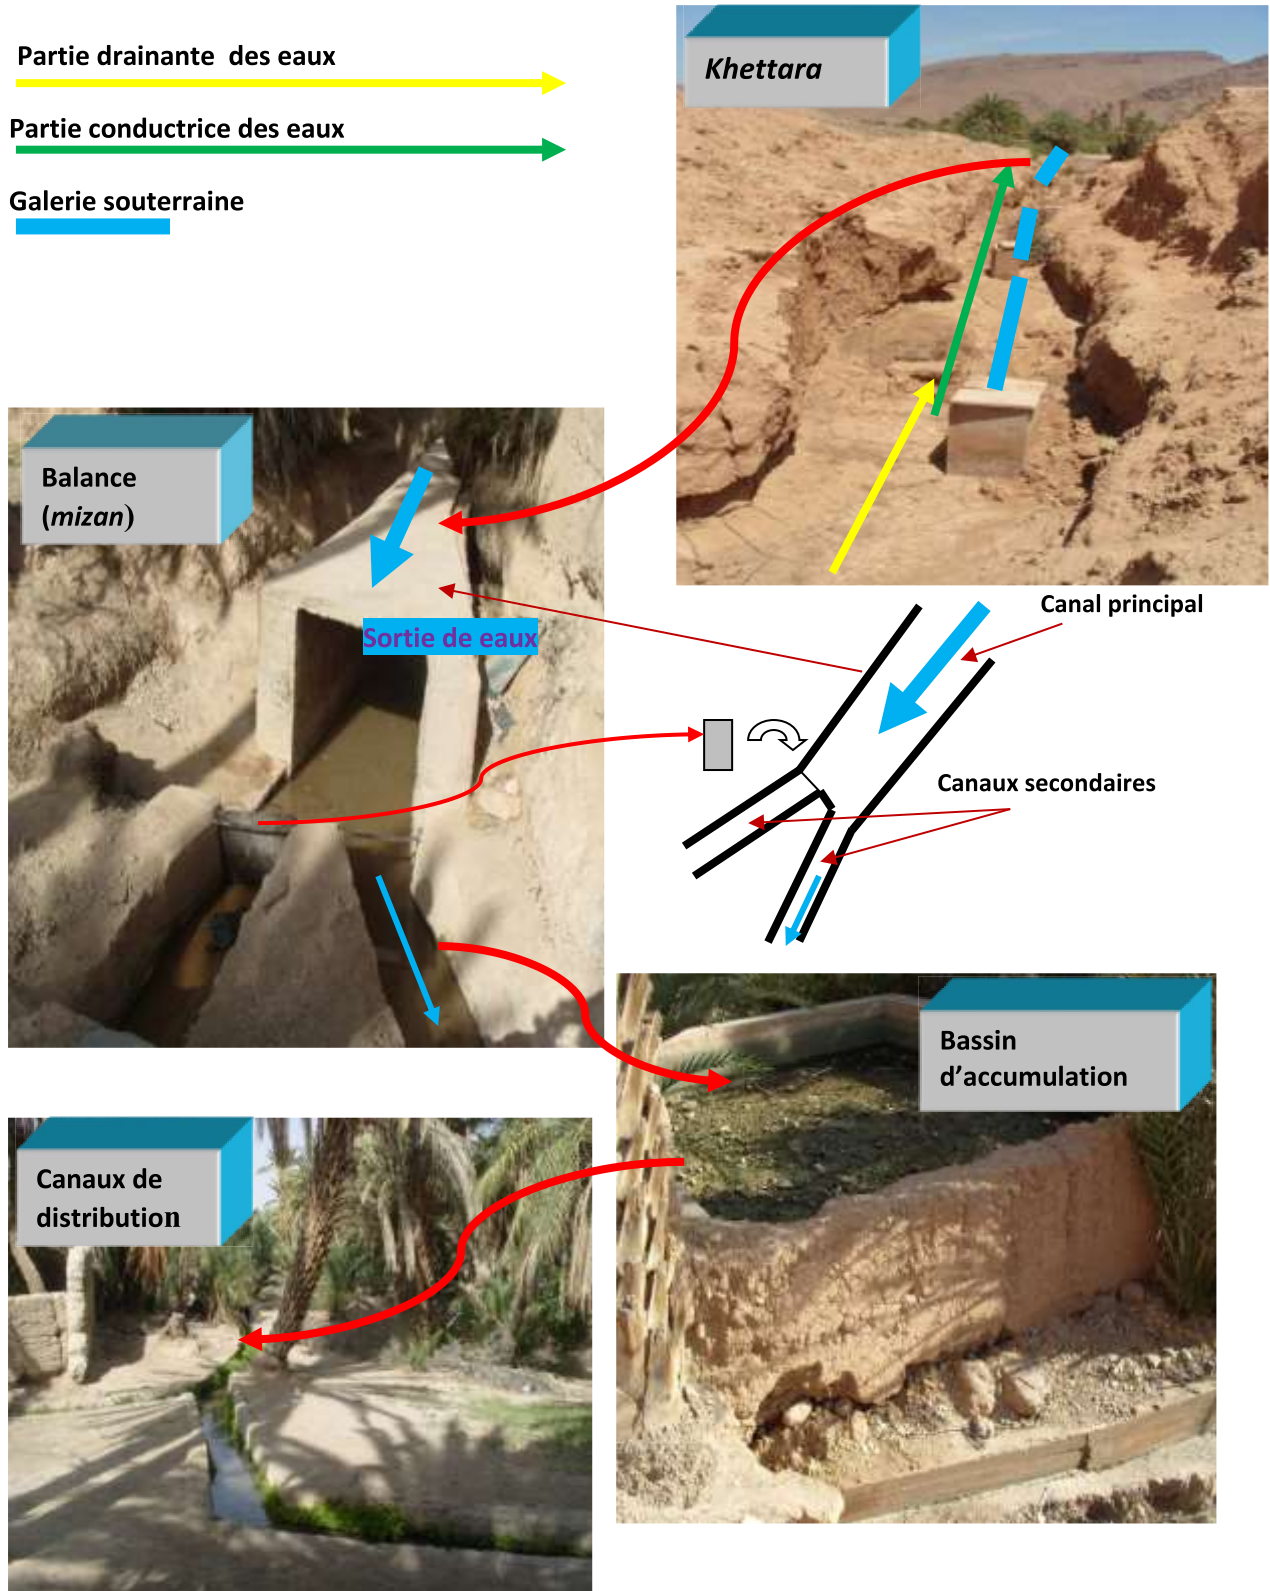 Partie drainante  des eaux
Partie conductrice des eaux
Galerie souterraine
Khettara
Balance
(mizan)
Sortie de eaux
Canal principal
Canaux secondaires
Bassin
d’accumulation
Canaux de
distribution